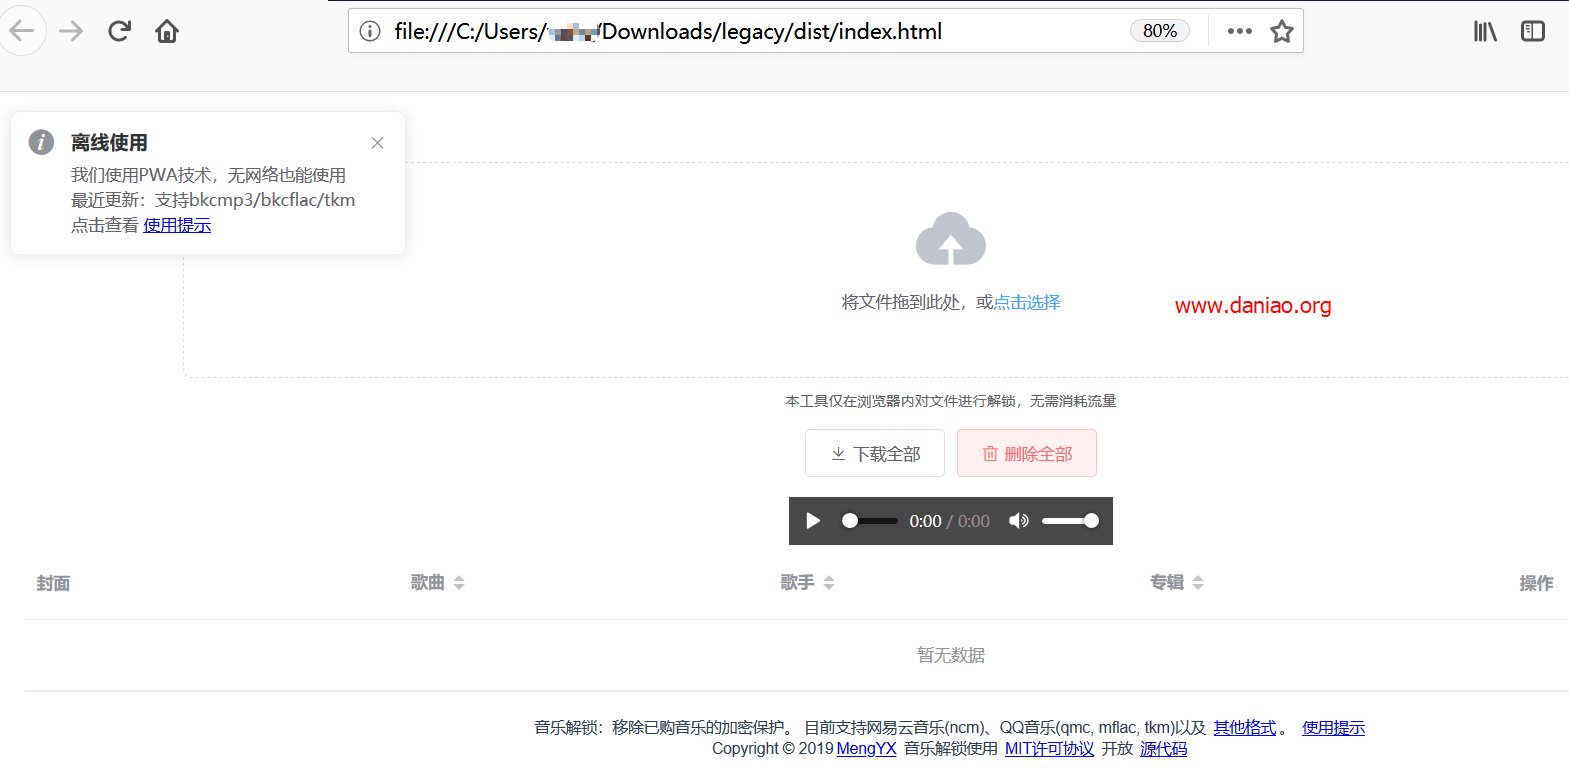 file:///C:/Users/ /Downloads/legacy/dist/index.html
80%
离线使用
我们使用PWA技术，无网络也能使用
最近更新：支持bkcmp3/bkcflac/tkm
点击查看 使用提示
将文件拖到此处，或点击选择
www.daniao.org
本工具仅在浏览器内对文件进行解锁，无需消耗流量
下载全部
删除全部
0:00 / 0:00
封面 歌曲 歌手 专辑 操作
暂无数据
音乐解锁：移除已购音乐的加密保护。 目前支持网易云音乐(ncm)、QQ音乐(qmc, mflac, tkm)以及 其他格式 。 使用提示
Copyright © 2019 MengYX 音乐解锁使用 MIT许可协议 开放 源代码